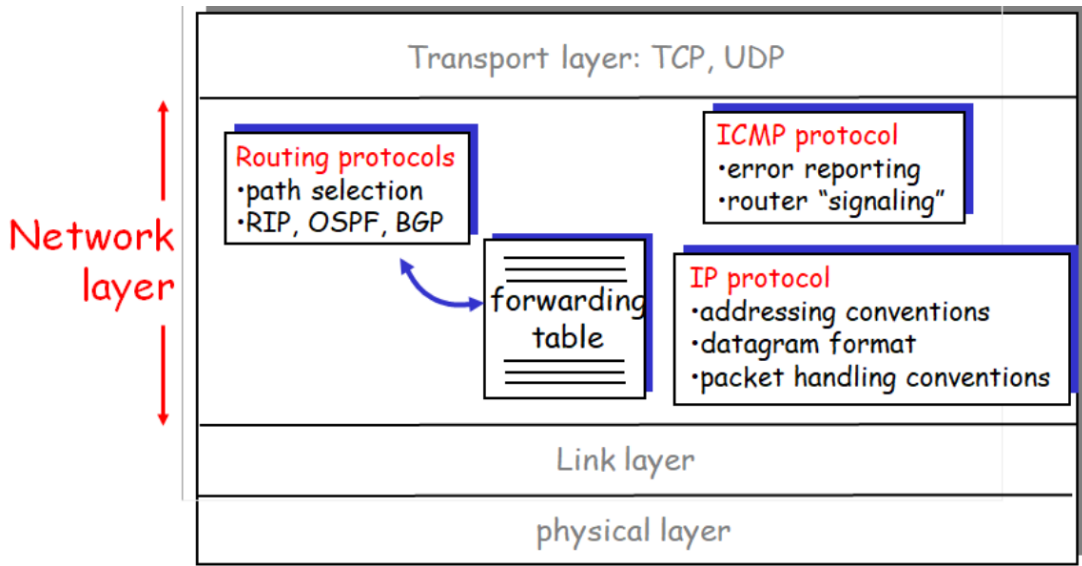 Transport layer: TCP, UDP
Network
layer
Routing protocols
•path selection
•RIP, OSPF, BGP
forwarding
table
ICMP protocol
•error reporting
•router “signaling”
IP protocol
•addressing conventions
•datagram format
•packet handling conventions
Link layer
physical layer